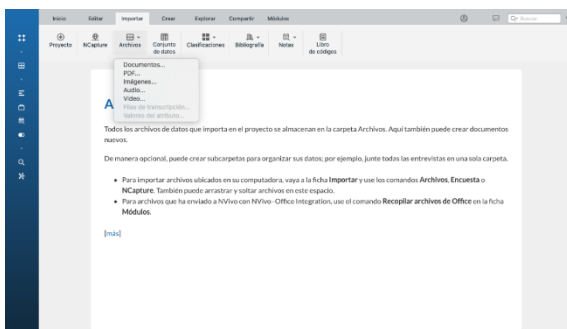 Inicio Editar Importar Crear Explorar Compartir Módulos
Buscar
Proyecto NCapture Archivos Conjunto de datos Clasificaciones Bibliografía Notas Libro de códigos
Documentos...
PDF...
Imágenes...
Audio...
Video...
Filas de transcripción...
Valores del atributo...
A
Todos los archivos de datos que importa en el proyecto se almacenan en la carpeta Archivos. Aquí también puede crear documentos
nuevos.
De manera opcional, puede crear subcarpetas para organizar sus datos; por ejemplo, junte todas las entrevistas en una sola carpeta.
• Para importar archivos ubicados en su computadora, vaya a la ficha Importar y use los comandos Archivos, Encuesta o
NCapture. También puede arrastrar y soltar archivos en este espacio.
• Para archivos que ha enviado a NVivo con NVivo-Office Integration, use el comando Recopilar archivos de Office en la ficha
Módulos.
[más]